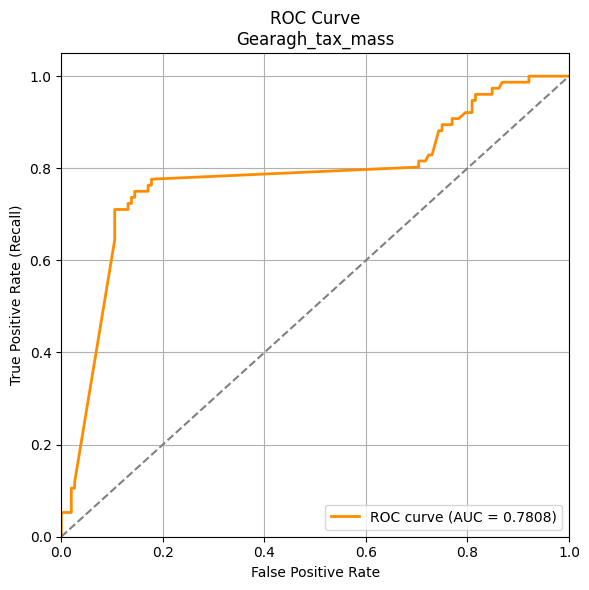 ROC Curve
Gearagh_tax_mass
True Positive Rate (Recall)
1.0
0.8
0.6
0.4
0.2
0.0
0.0 0.2 0.4 0.6 0.8 1.0
False Positive Rate
ROC curve (AUC = 0.7808)